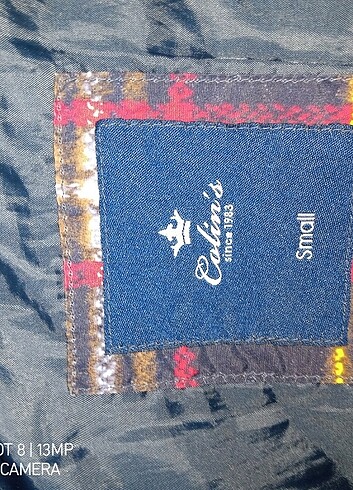 Colin's
since 1983
Small
OT 8 | 13MP
CAMERA